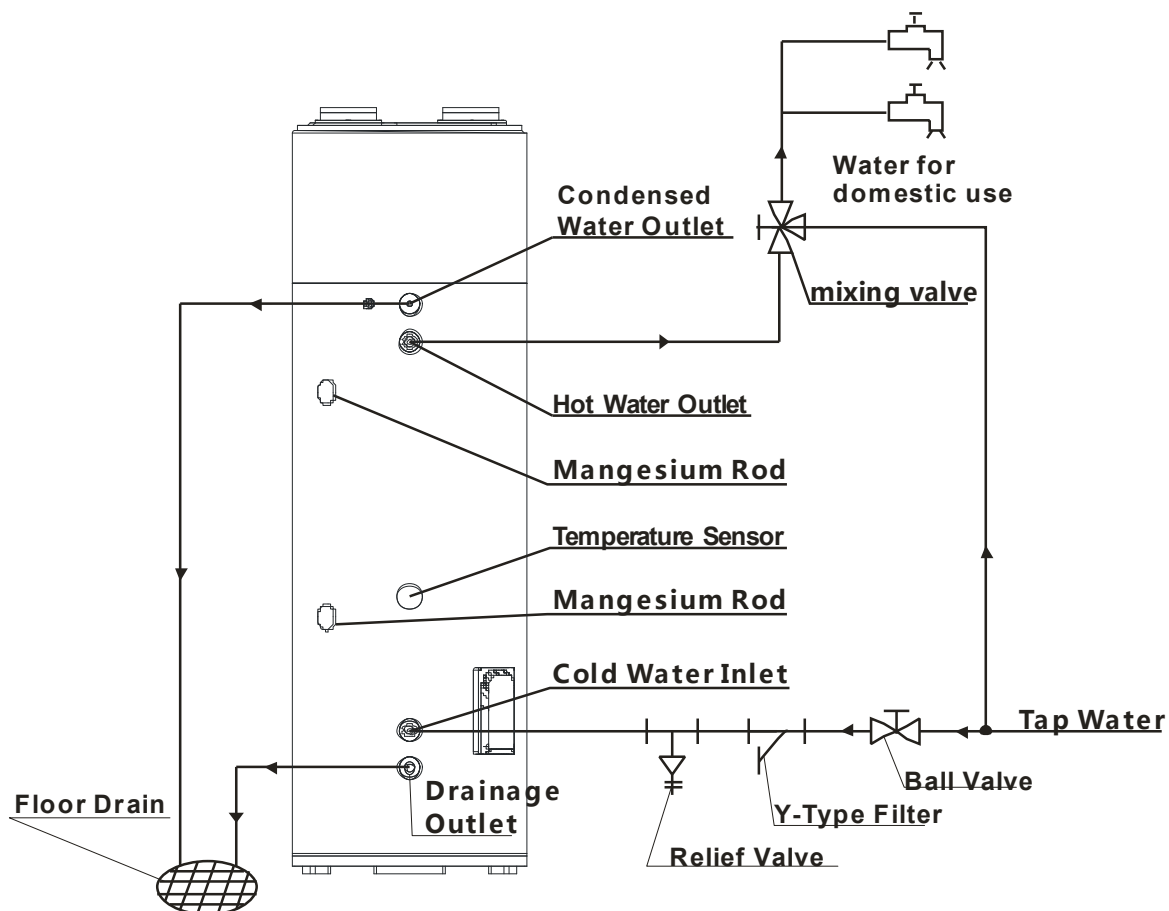 Water for
domestic use
Condensed
Water Outlet
mixing valve
Hot Water Outlet
Mangesium Rod
Temperature Sensor
Mangesium Rod
Cold Water Inlet
Tap Water
Ball Valve
Drainage
Outlet
Floor Drain
Y-Type Filter
Relief Valve